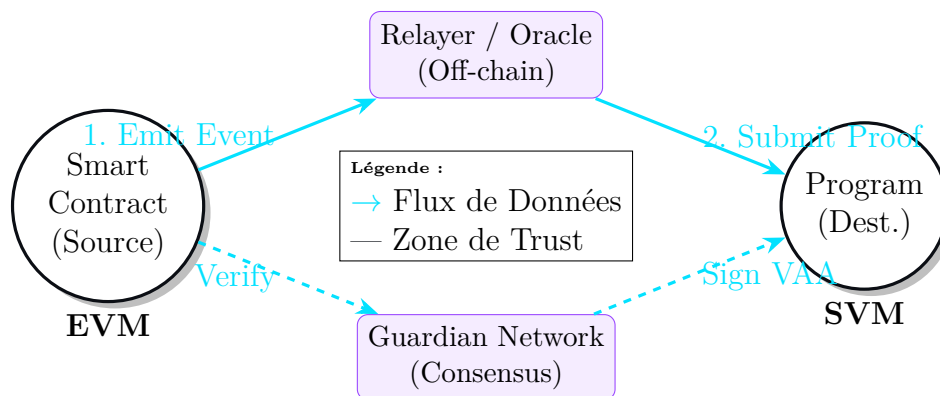 Relayer / Oracle
(Off-chain)
1. Emit Event
2. Submit Proof
Smart
Contract
(Source)
Légende :
→ Flux de Données
— Zone de Trust
Program
(Dest.)
Verify
Sign VAA
EVM
SVM
Guardian Network
(Consensus)